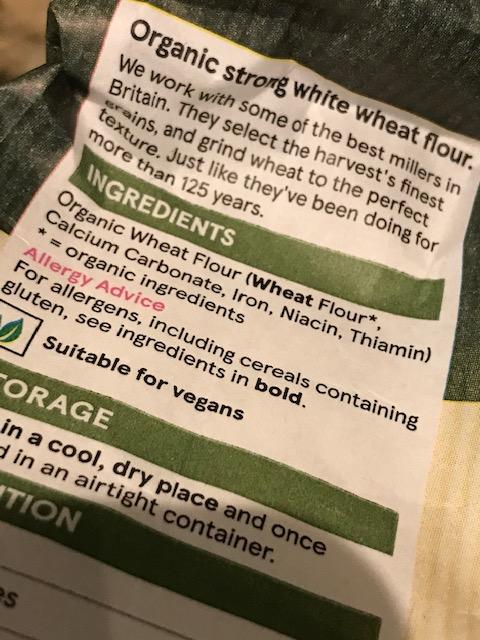 Organic strong white wheat flour.
We work with some of the best millers in
Britain. They select the harvest's finest
grains, and grind wheat to the perfect
texture. Just like they've been doing for
more than 125 years.
INGREDIENTS
Organic Wheat Flour (Wheat Flour*,
Calcium Carbonate, Iron, Niacin, Thiamin)
* = organic ingredients
Allergy Advice
For allergens, including cereals containing
gluten, see ingredients in bold.
Suitable for vegans
ORAGE
in a cool, dry place and once
d in an airtight container.
ITION
es